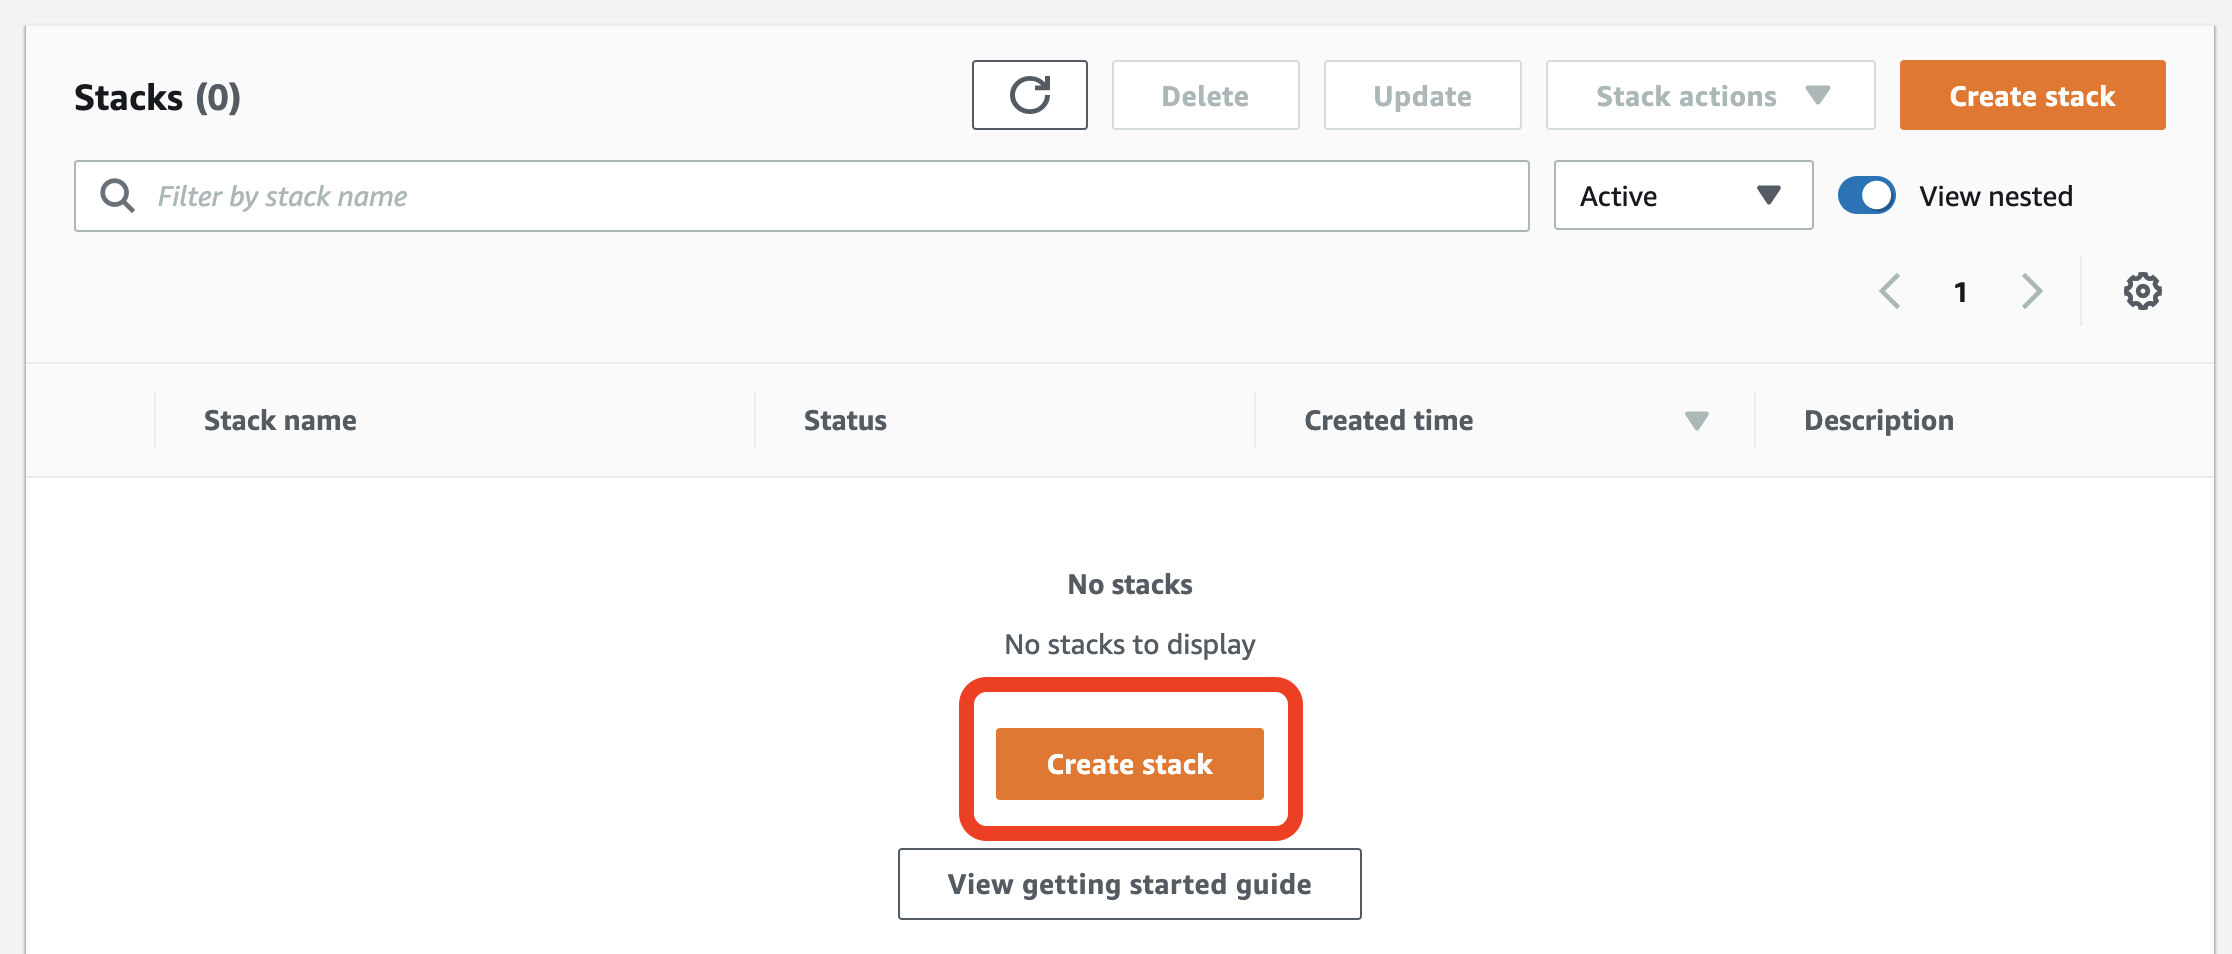 Stacks (0)
Delete
Update
Stack actions
Create stack
Filter by stack name
Active
View nested
1
Stack name
Status
Created time
Description
No stacks
No stacks to display
Create stack
View getting started guide